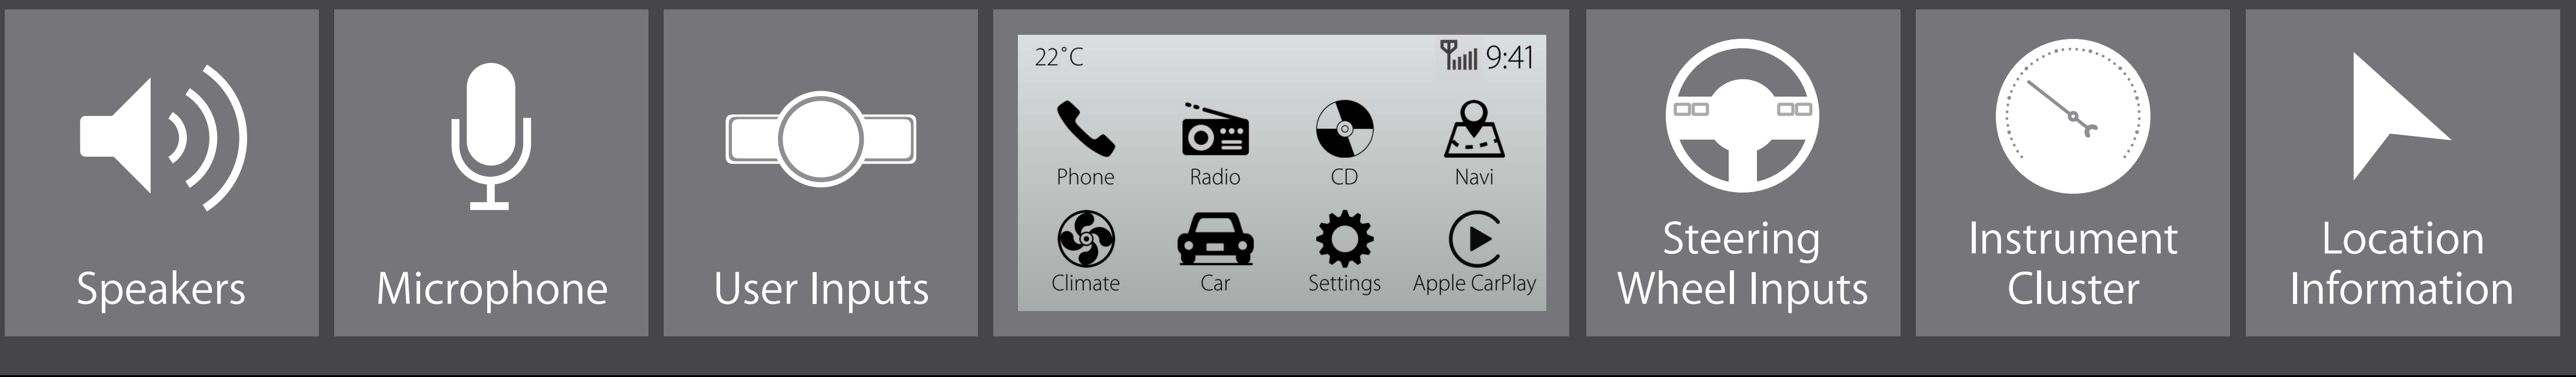 Speakers
Microphone
User Inputs
22°C
9:41
Phone
Radio
CD
Navi
Climate
Car
Settings
Apple CarPlay
Steering
Wheel Inputs
Instrument
Cluster
Location
Information